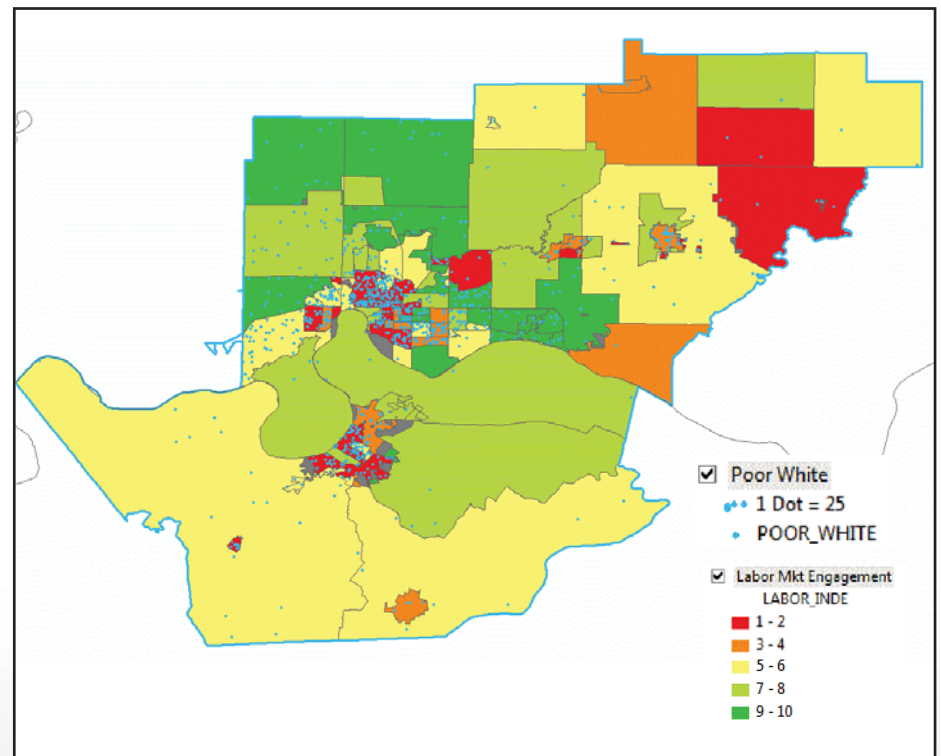 Poor White
1 Dot = 25
POOR_WHITE
Labor Mkt Engagement
LABOR_INDE
1 - 2
3 - 4
5 - 6
7 - 8
9 - 10